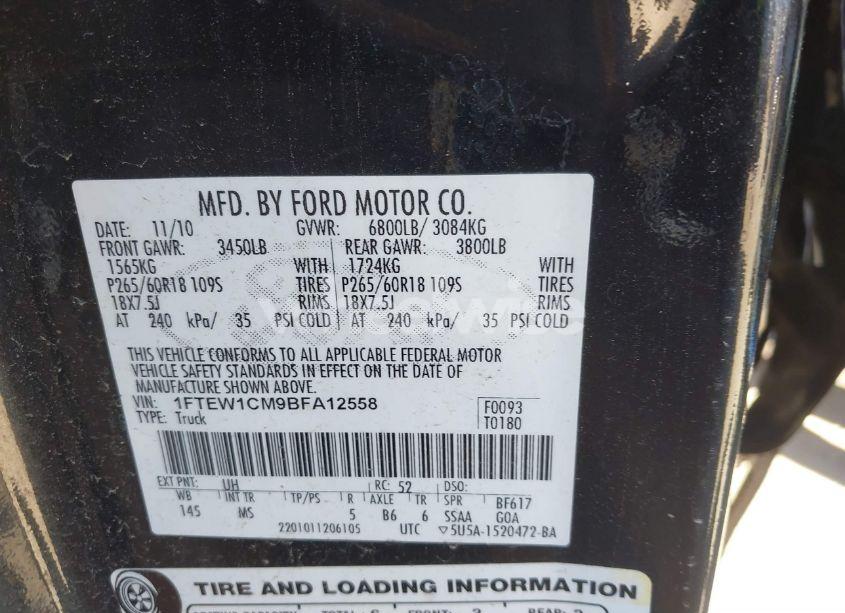 MFD. BY FORD MOTOR CO.
DATE: 11/10 GVWR: 6800LB/ 3084KG
FRONT GAWR: 3450LB REAR GAWR: 3800LB
1565KG WITH 1724KG WITH
P265/60R18 109S TIRES P265/60R18 109S TIRES
18X7.5J RIMS 18X7.5J RIMS
AT 240 kPa/ 35 PSI COLD AT 240 kPa/ 35 PSI COLD
THIS VEHICLE CONFORMS TO ALL APPLICABLE FEDERAL MOTOR
VEHICLE SAFETY STANDARDS IN EFFECT ON THE DATE OF
MANUFACTURE SHOWN ABOVE.
VIN: 1FTEW1CM9BFA12558 F0093
TYPE: Truck T0180
EXT PNT: UH RC: 52 DSO:
WB INT TR TP/PS R AXLE TR SPR BF617
145 MS 5 B6 6 SSAA GOA
2201011206105 UTC ▽5U5A-1520472-BA
TIRE AND LOADING INFORMATION